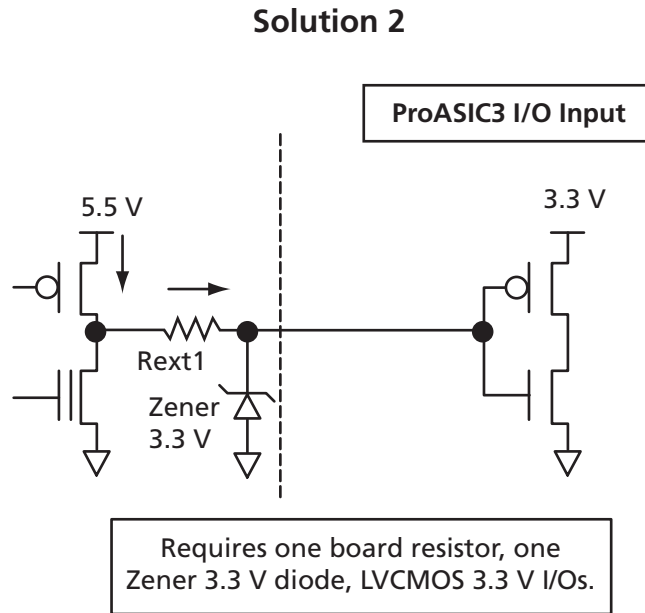 Solution 2
ProASIC3 I/O Input
5.5 V
3.3 V
Rext1
Zener
3.3 V
Requires one board resistor, one
Zener 3.3 V diode, LVCMOS 3.3 V I/Os.